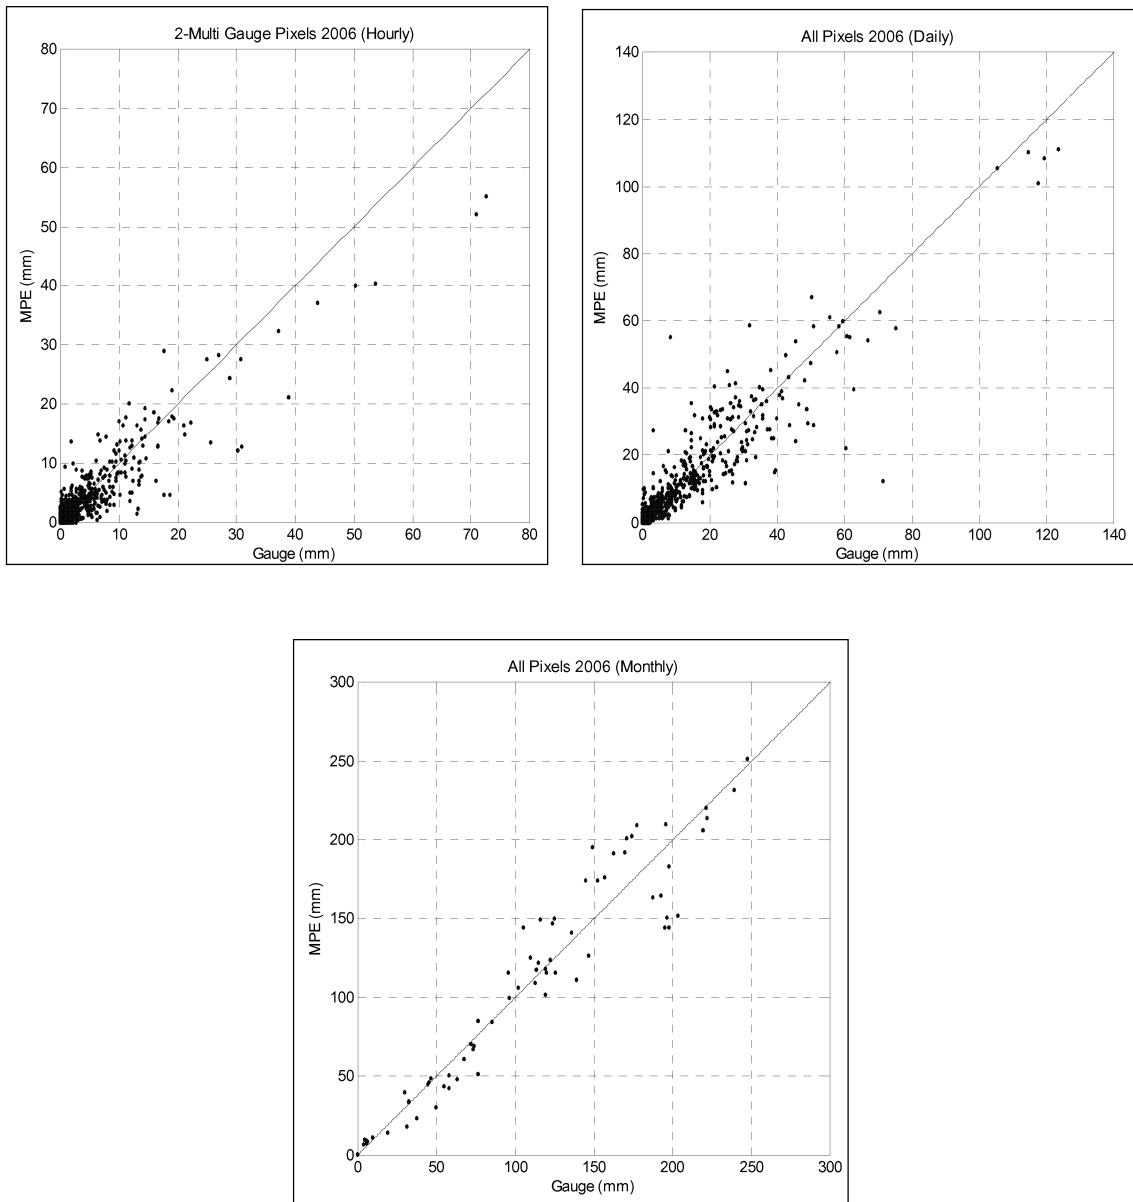 2-Multi Gauge Pixels 2006 (Hourly)
80
70
60
50
40
30
20
10
0
MPE (mm)
0 10 20 30 40 50 60 70 80
Gauge (mm)
All Pixels 2006 (Daily)
140
120
100
80
60
40
20
0
MPE (mm)
0 20 40 60 80 100 120 140
Gauge (mm)
All Pixels 2006 (Monthly)
300
250
200
150
100
50
0
MPE (mm)
0 50 100 150 200 250 300
Gauge (mm)